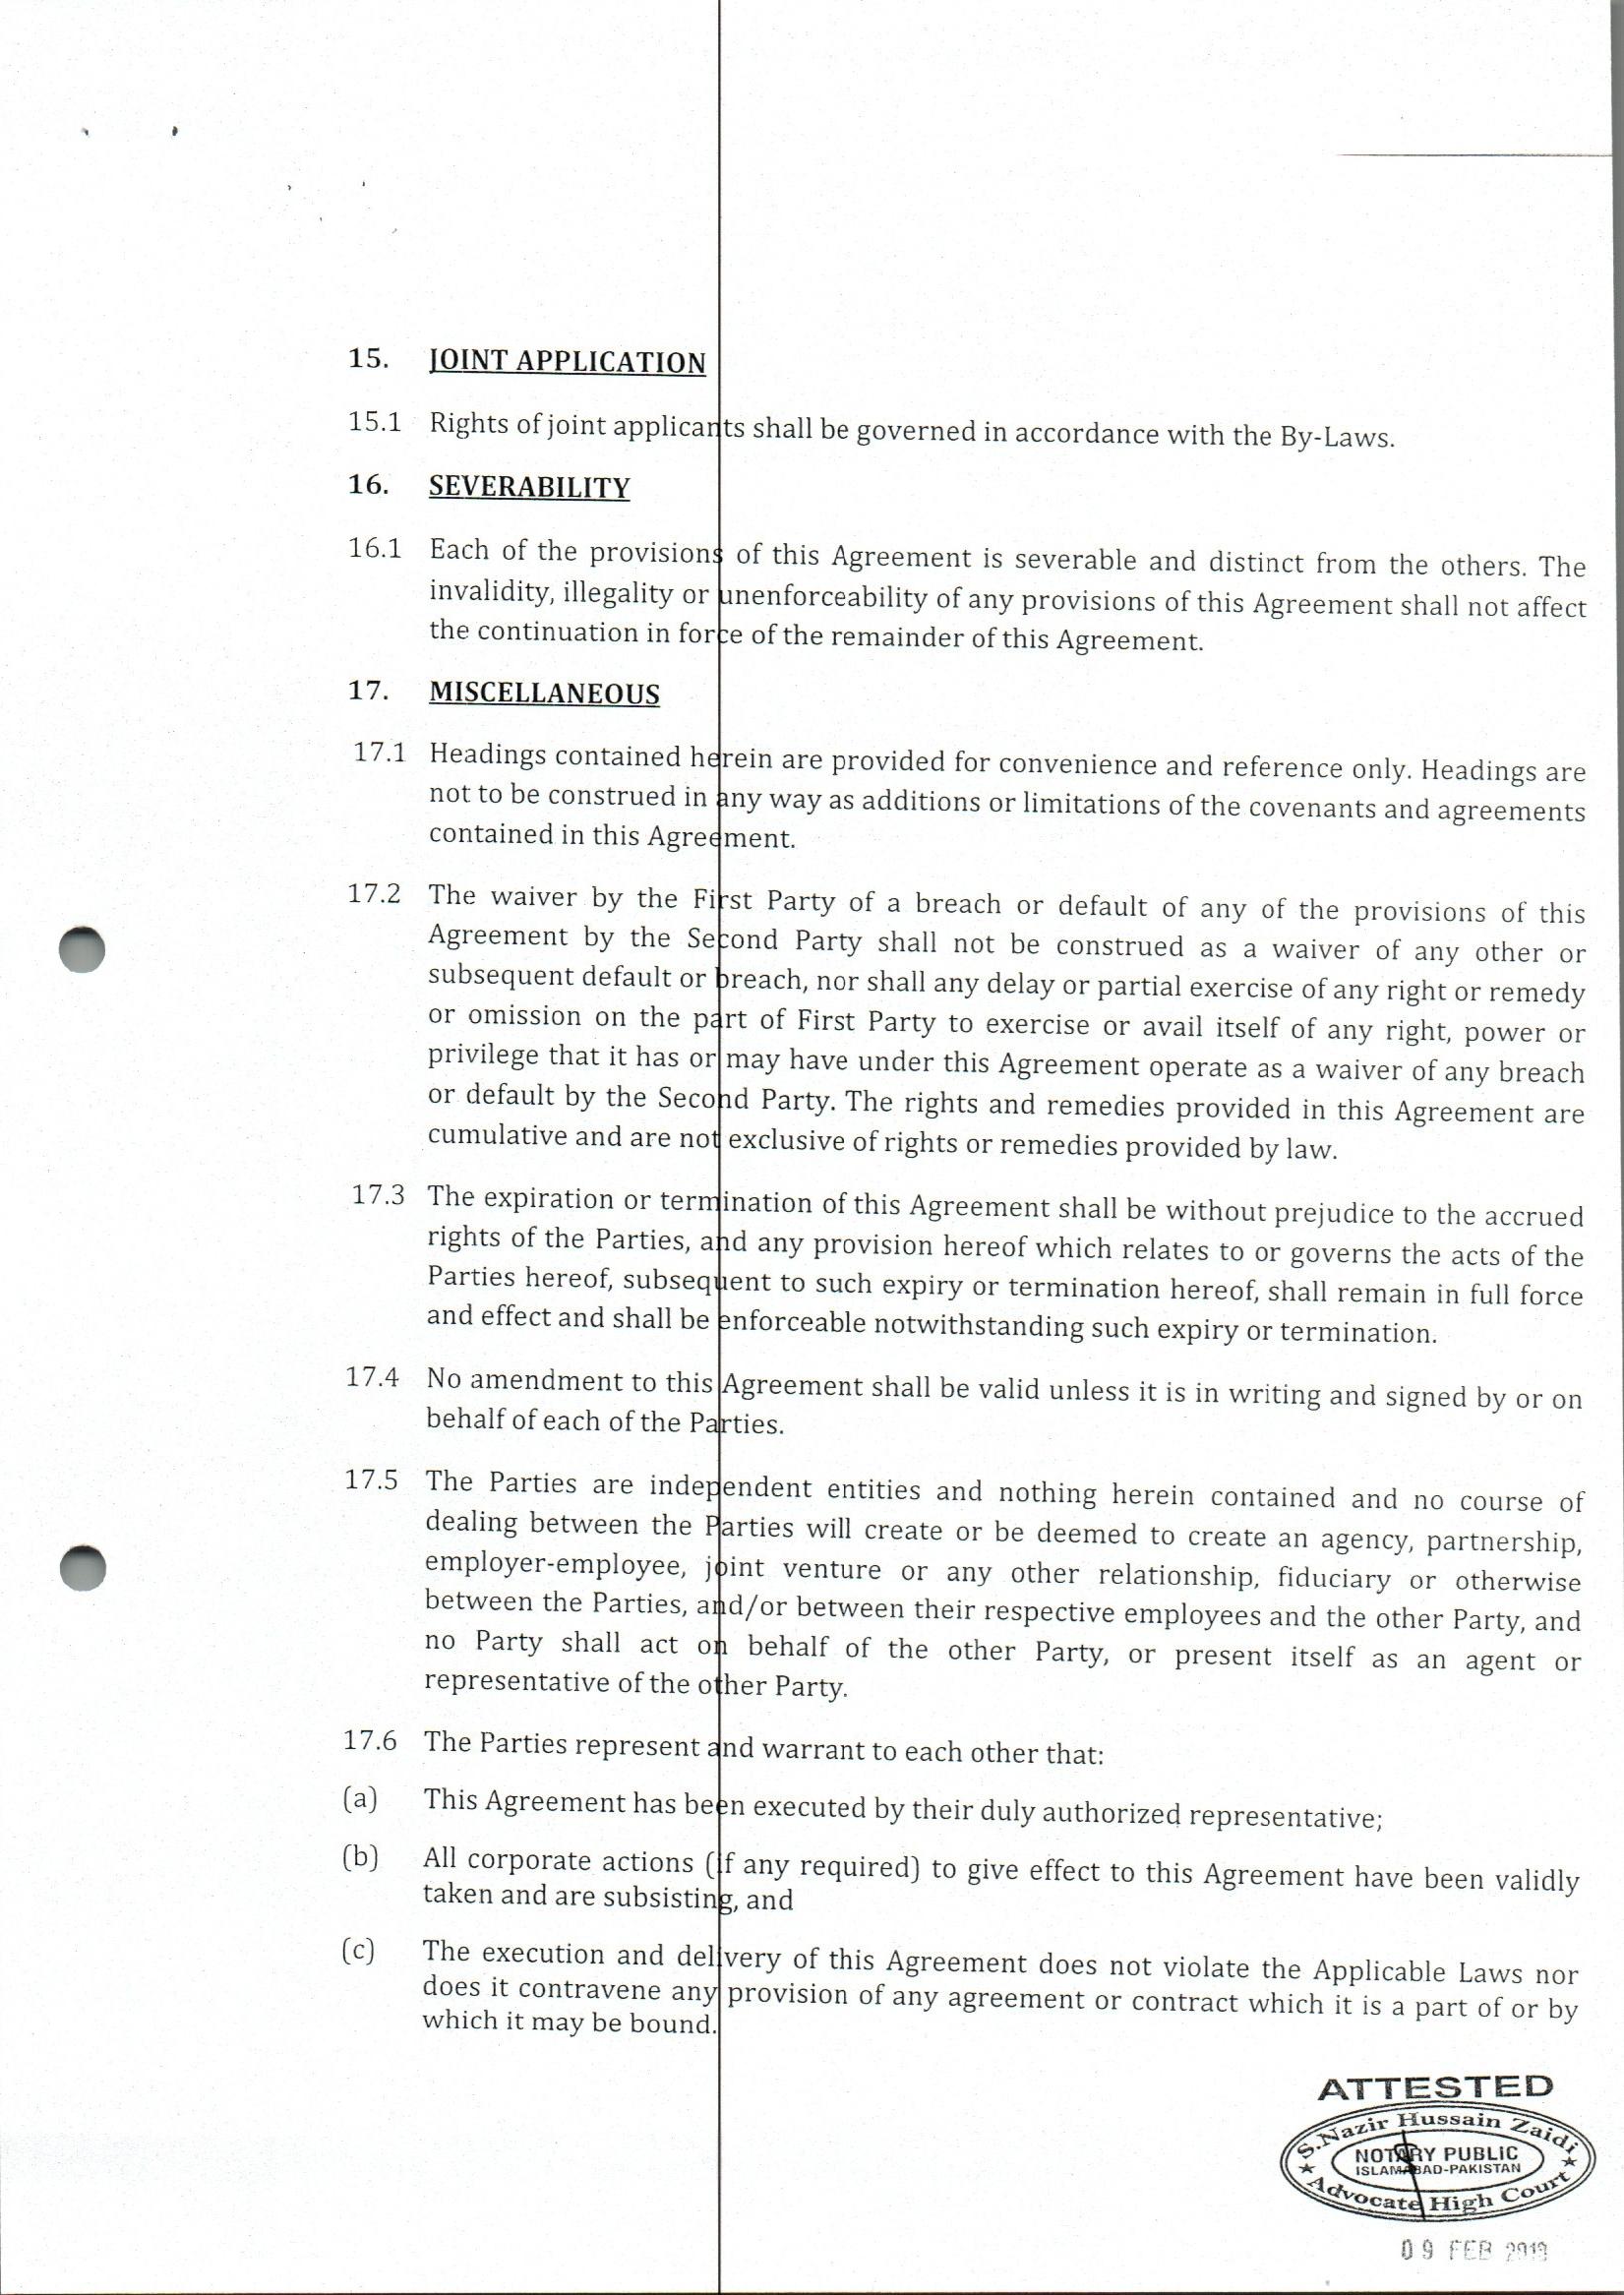 15. JOINT APPLICATION
15.1 Rights of joint applicants shall be governed in accordance with the By-Laws.
16. SEVERABILITY
16.1 Each of the provisions of this Agreement is severable and distinct from the others. The
invalidity, illegality or unenforceability of any provisions of this Agreement shall not affect
the continuation in force of the remainder of this Agreement.
17. MISCELLANEOUS
17.1 Headings contained herein are provided for convenience and reference only. Headings are
not to be construed in any way as additions or limitations of the covenants and agreements
contained in this Agreement.
17.2 The waiver by the First Party of a breach or default of any of the provisions of this
Agreement by the Second Party shall not be construed as a waiver of any other or
subsequent default or breach, nor shall any delay or partial exercise of any right or remedy
or omission on the part of First Party to exercise or avail itself of any right, power or
privilege that it has or may have under this Agreement operate as a waiver of any breach
or default by the Second Party. The rights and remedies provided in this Agreement are
cumulative and are not exclusive of rights or remedies provided by law.
17.3 The expiration or termination of this Agreement shall be without prejudice to the accrued
rights of the Parties, and any provision hereof which relates to or governs the acts of the
Parties hereof, subsequent to such expiry or termination hereof, shall remain in full force
and effect and shall be enforceable notwithstanding such expiry or termination.
17.4 No amendment to this Agreement shall be valid unless it is in writing and signed by or on
behalf of each of the Parties.
17.5 The Parties are independent entities and nothing herein contained and no course of
dealing between the Parties will create or be deemed to create an agency, partnership,
employer-employee, joint venture or any other relationship, fiduciary or otherwise
between the Parties, and/or between their respective employees and the other Party, and
no Party shall act on behalf of the other Party, or present itself as an agent or
representative of the other Party.
17.6 The Parties represent and warrant to each other that:
(a) This Agreement has been executed by their duly authorized representative;
(b) All corporate actions (if any required) to give effect to this Agreement have been validly
taken and are subsisting, and
(c) The execution and delivery of this Agreement does not violate the Applicable Laws nor
does it contravene any provision of any agreement or contract which it is a part of or by
which it may be bound.
ATTESTED
S.Nazir Hussain Zaidi
NOTARY PUBLIC
ISLAMABAD-PAKISTAN
Advocate High Court
09 FEB